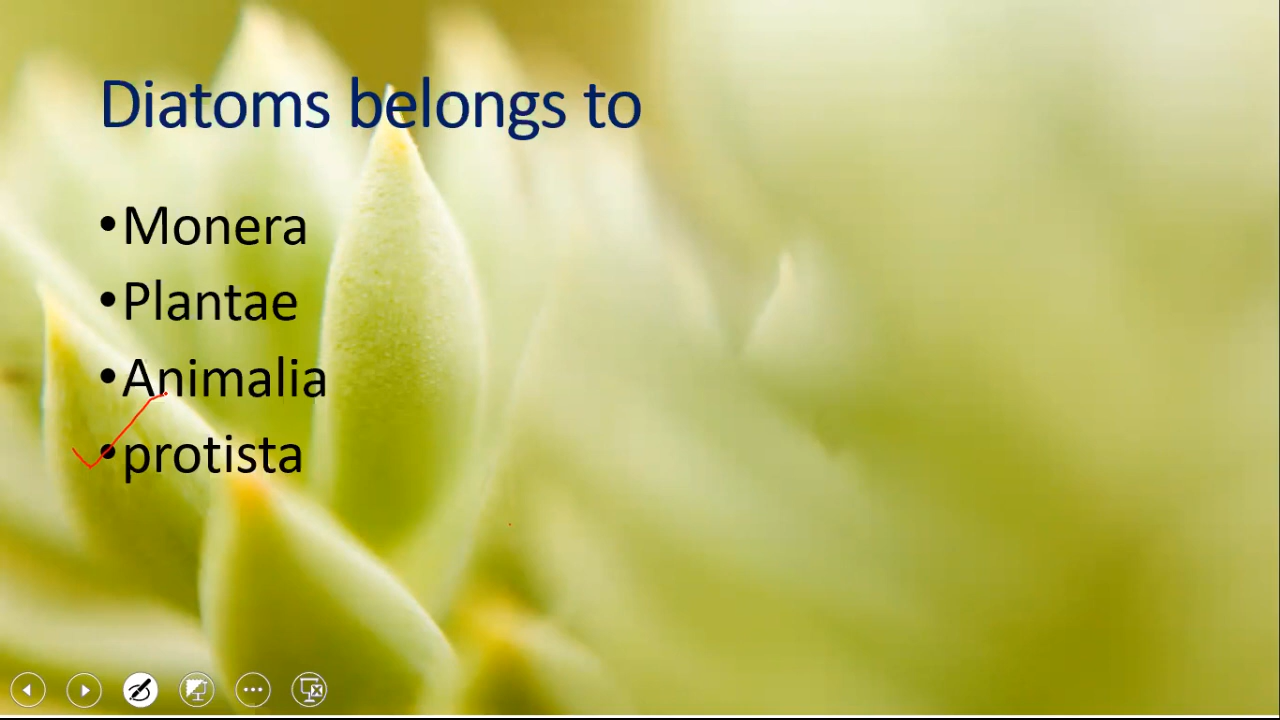 Diatoms belongs to
•Monera
•Plantae
•Animalia
•protista